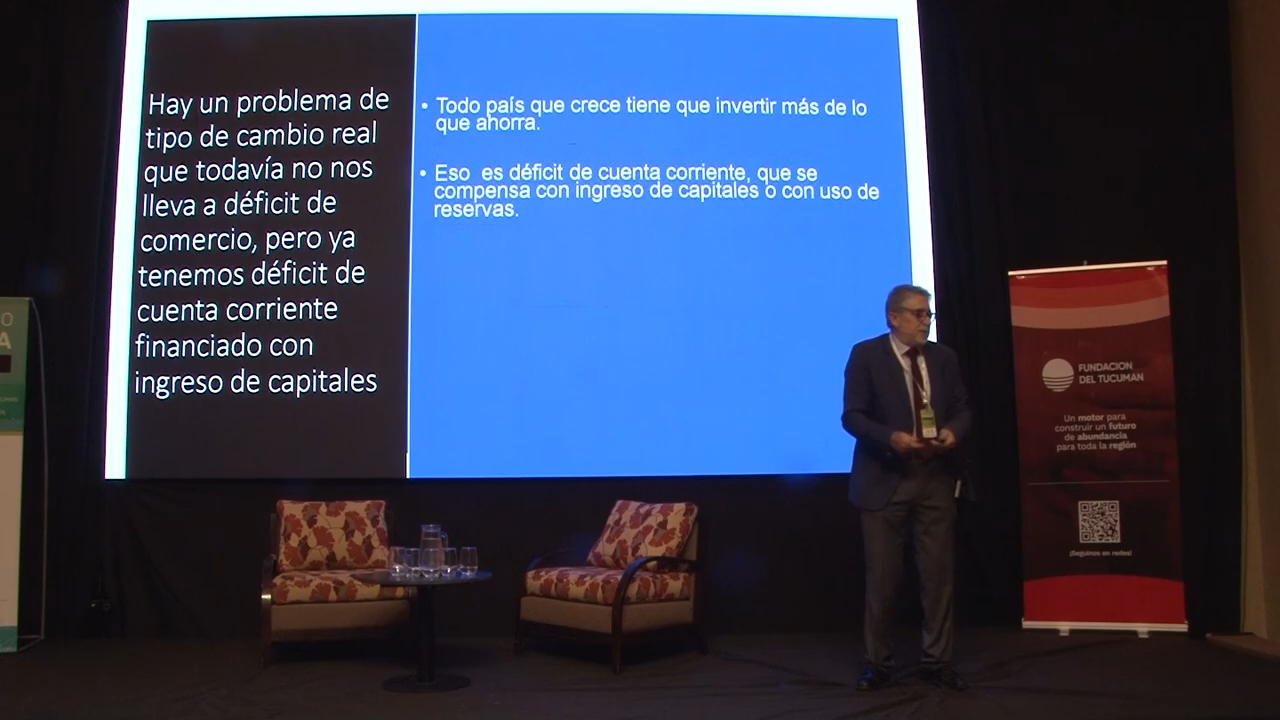 Hay un problema de
tipo de cambio real
que todavía no nos
lleva a déficit de
comercio, pero ya
tenemos déficit de
cuenta corriente
financiado con
ingreso de capitales
• Todo país que crece tiene que invertir más de lo
que ahorra.
• Eso es déficit de cuenta corriente, que se
compensa con ingreso de capitales o con uso de
reservas.
FUNDACION
DEL TUCUMAN
Un motor para
construir un futuro
de abundancia
para toda la región
¡Seguinos en redes!